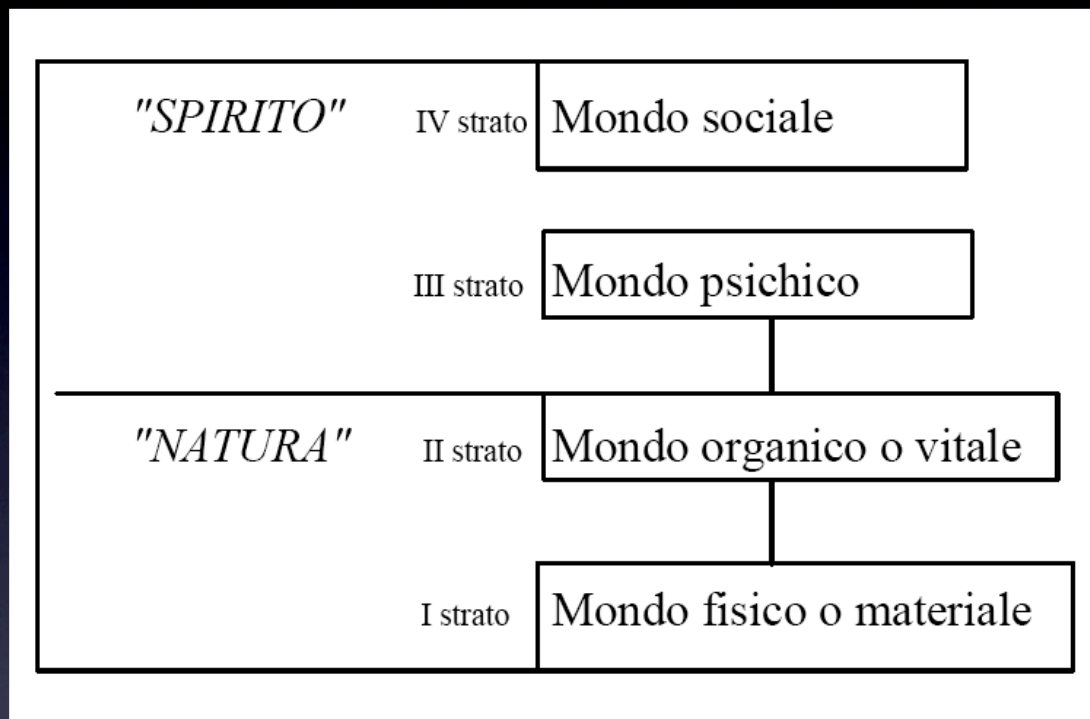 "SPIRITO" IV strato Mondo sociale
III strato Mondo psichico
"NATURA" II strato Mondo organico o vitale
I strato Mondo fisico o materiale